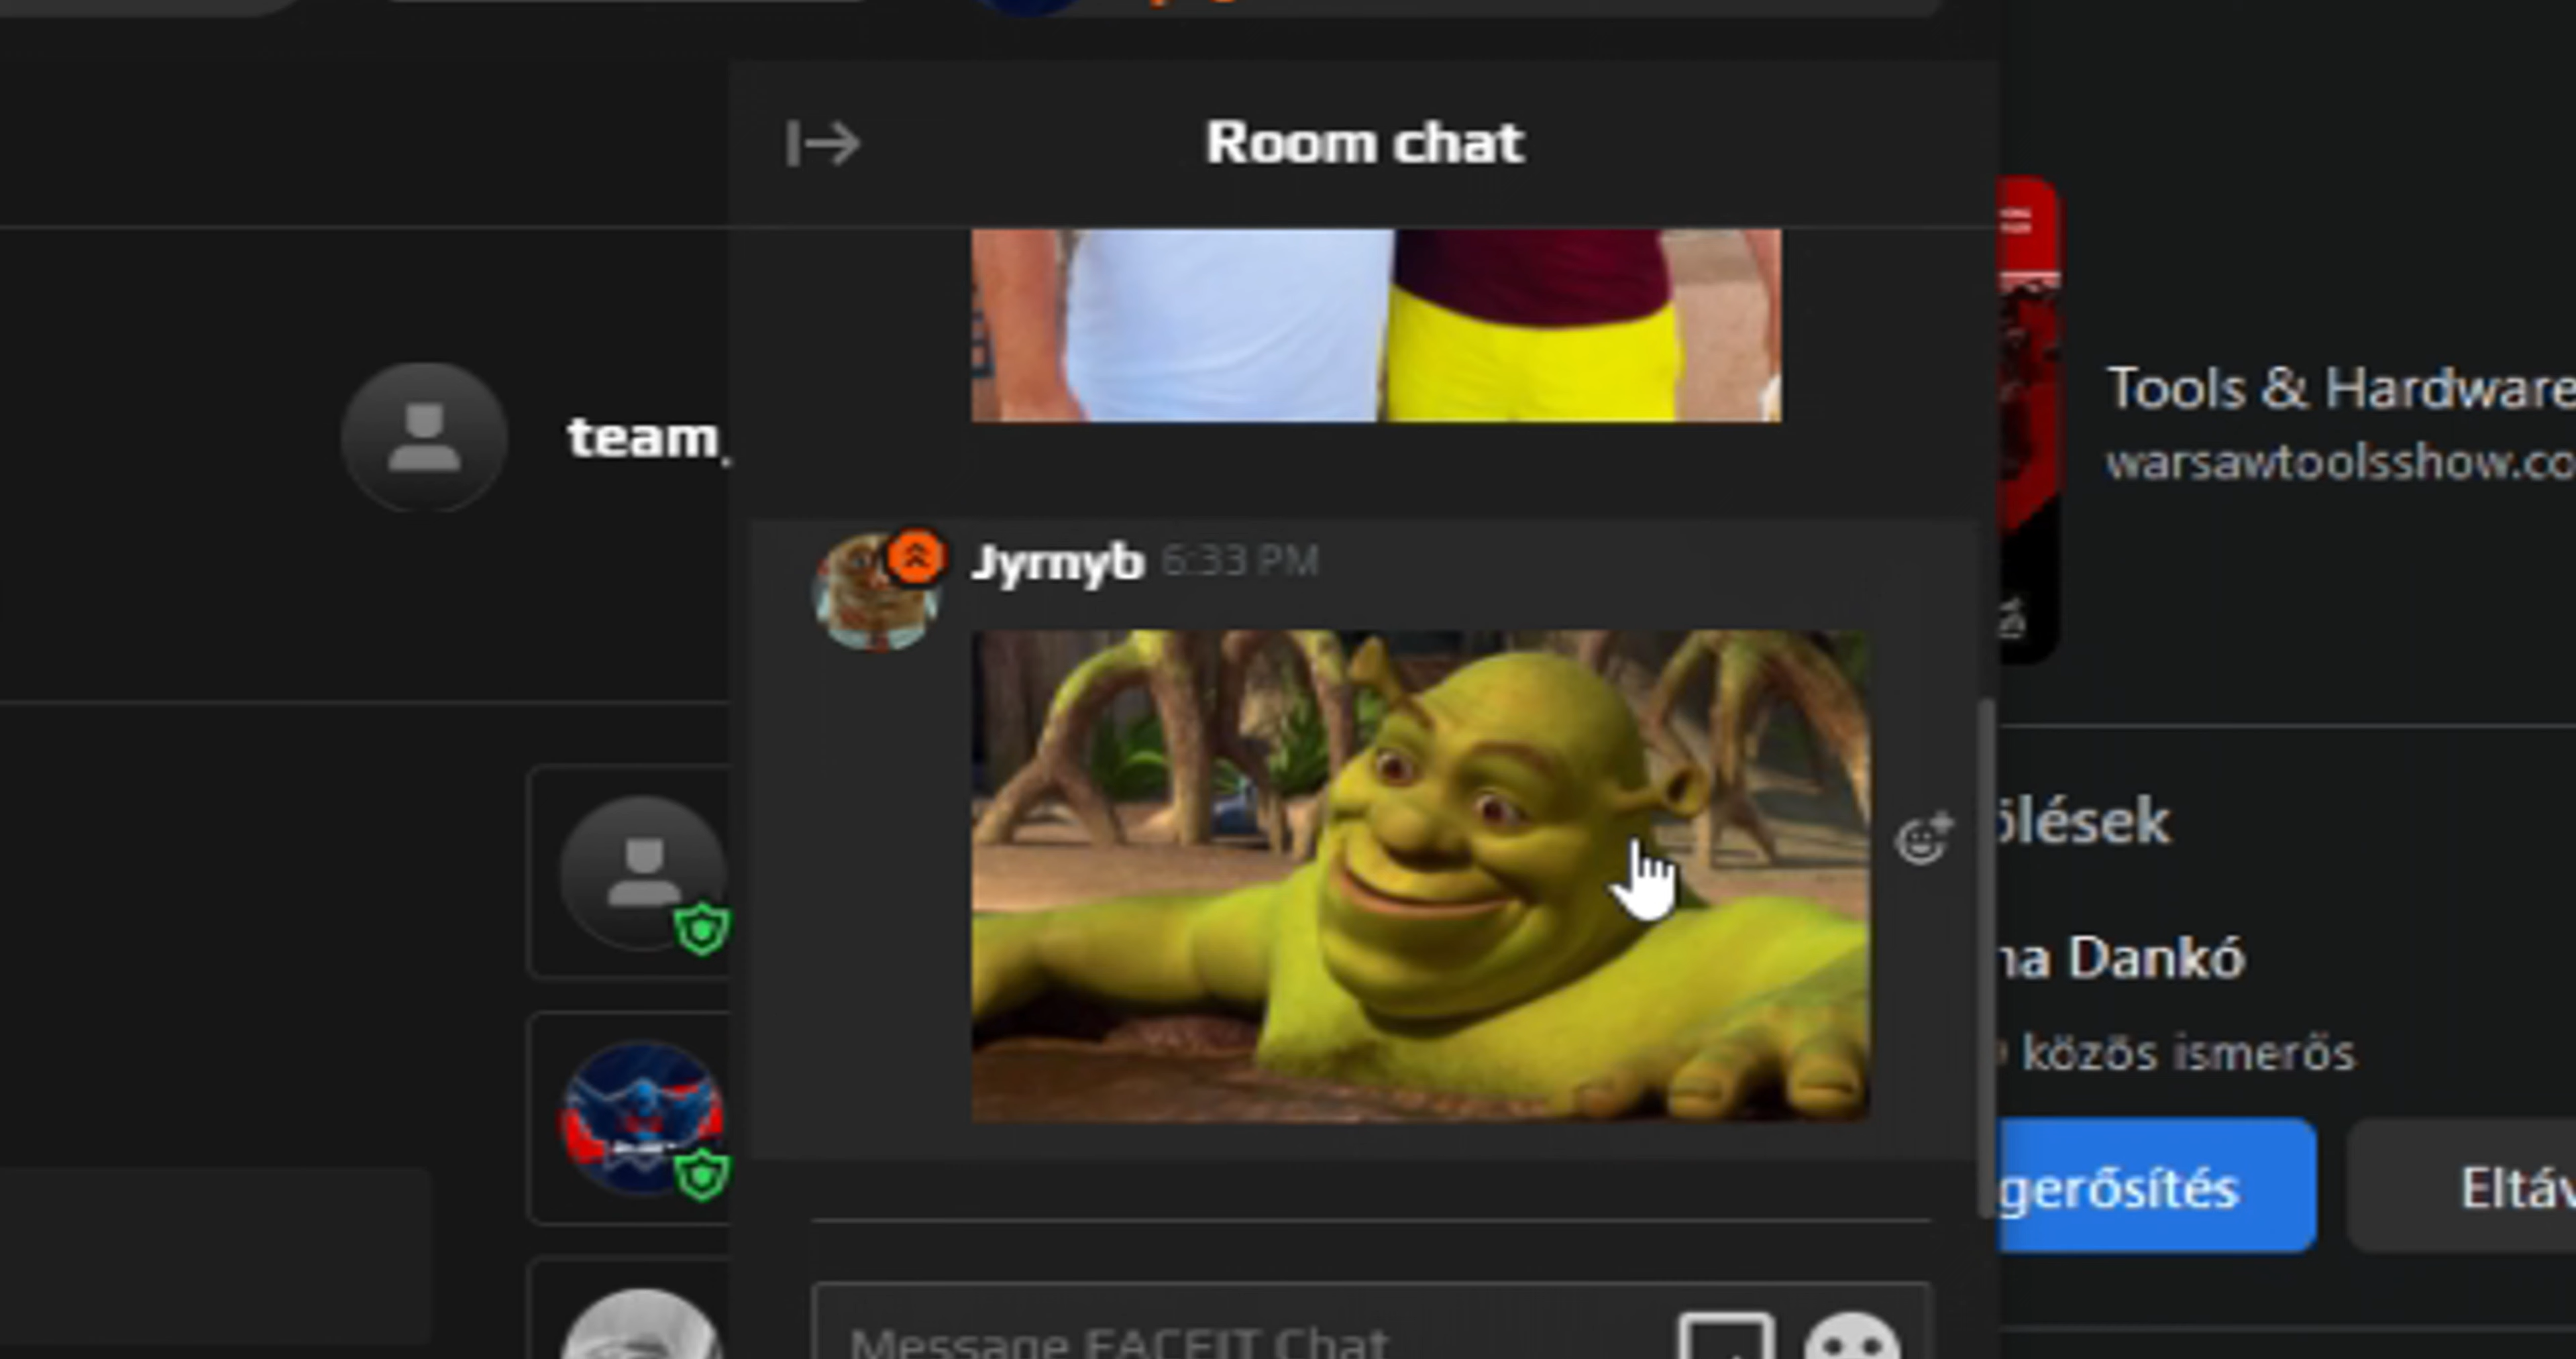 Room chat
team_
Tools & Hardware
warsawtoolsshow.co
Jyrnyb 6:33 PM
ölések
na Dankó
közös ismerős
gerősítés
Eltáv
Message FACEIT Chat